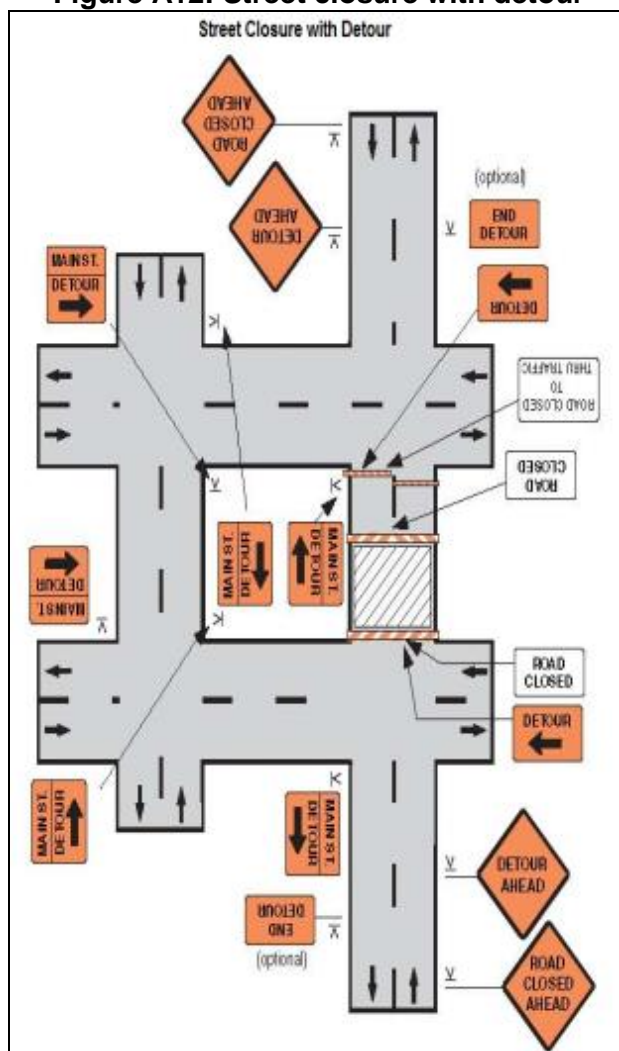 Figure A12. Street closure with detour
Street Closure with Detour
ROAD
CLOSED
AHEAD
DETOUR
AHEAD
(optional)
END
DETOUR
MAIN ST.
DETOUR
DETOUR
ROAD CLOSED
TO
THRU TRAFFIC
ROAD
CLOSED
MAIN ST.
DETOUR
MAIN ST.
DETOUR
MAIN ST.
DETOUR
ROAD
CLOSED
DETOUR
MAIN ST.
DETOUR
MAIN ST.
DETOUR
DETOUR
AHEAD
END
DETOUR
(optional)
ROAD
CLOSED
AHEAD